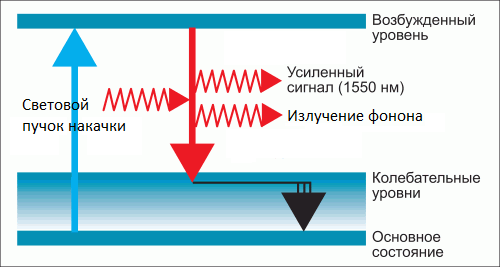 Возбужденный
уровень
Усиленный
сигнал (1550 нм)
Световой
пучок накачки
Излучение фонона
Колебательные
уровни
Основное
состояние